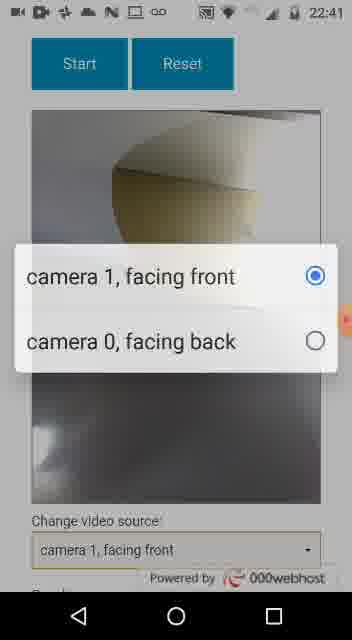 22:41
Start Reset
camera 1, facing front
camera 0, facing back
Change video source:
camera 1, facing front
Powered by 000webhost